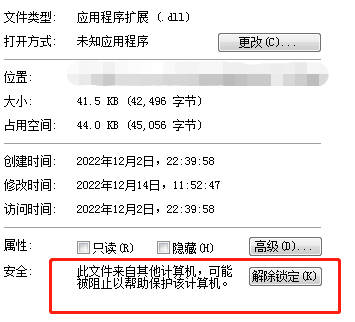 文件类型: 应用程序扩展 (.dll)
打开方式: 未知应用程序 更改(C)...
位置:
大小: 41.5 KB (42,496 字节)
占用空间: 44.0 KB (45,056 字节)
创建时间: 2022年12月2日, 22:39:58
修改时间: 2022年12月14日, 11:52:47
访问时间: 2022年12月2日, 22:39:58
属性: 只读(R) 隐藏(H) 高级(D)...
安全: 此文件来自其他计算机，可能 解除锁定(K)
被阻止以帮助保护该计算机。